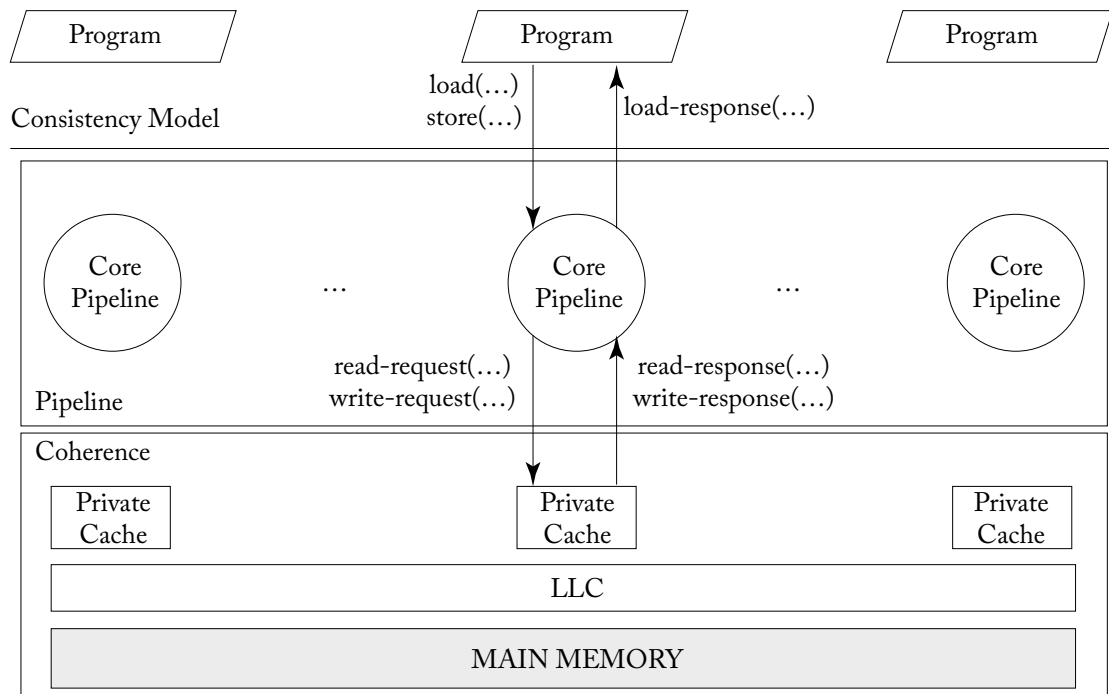 Program
Program
Program
load(…)
store(…)
load-response(…)
Consistency Model
Core
Pipeline
…
Core
Pipeline
…
Core
Pipeline
read-request(…)
write-request(…)
read-response(…)
write-response(…)
Pipeline
Coherence
Private
Cache
Private
Cache
Private
Cache
LLC
MAIN MEMORY